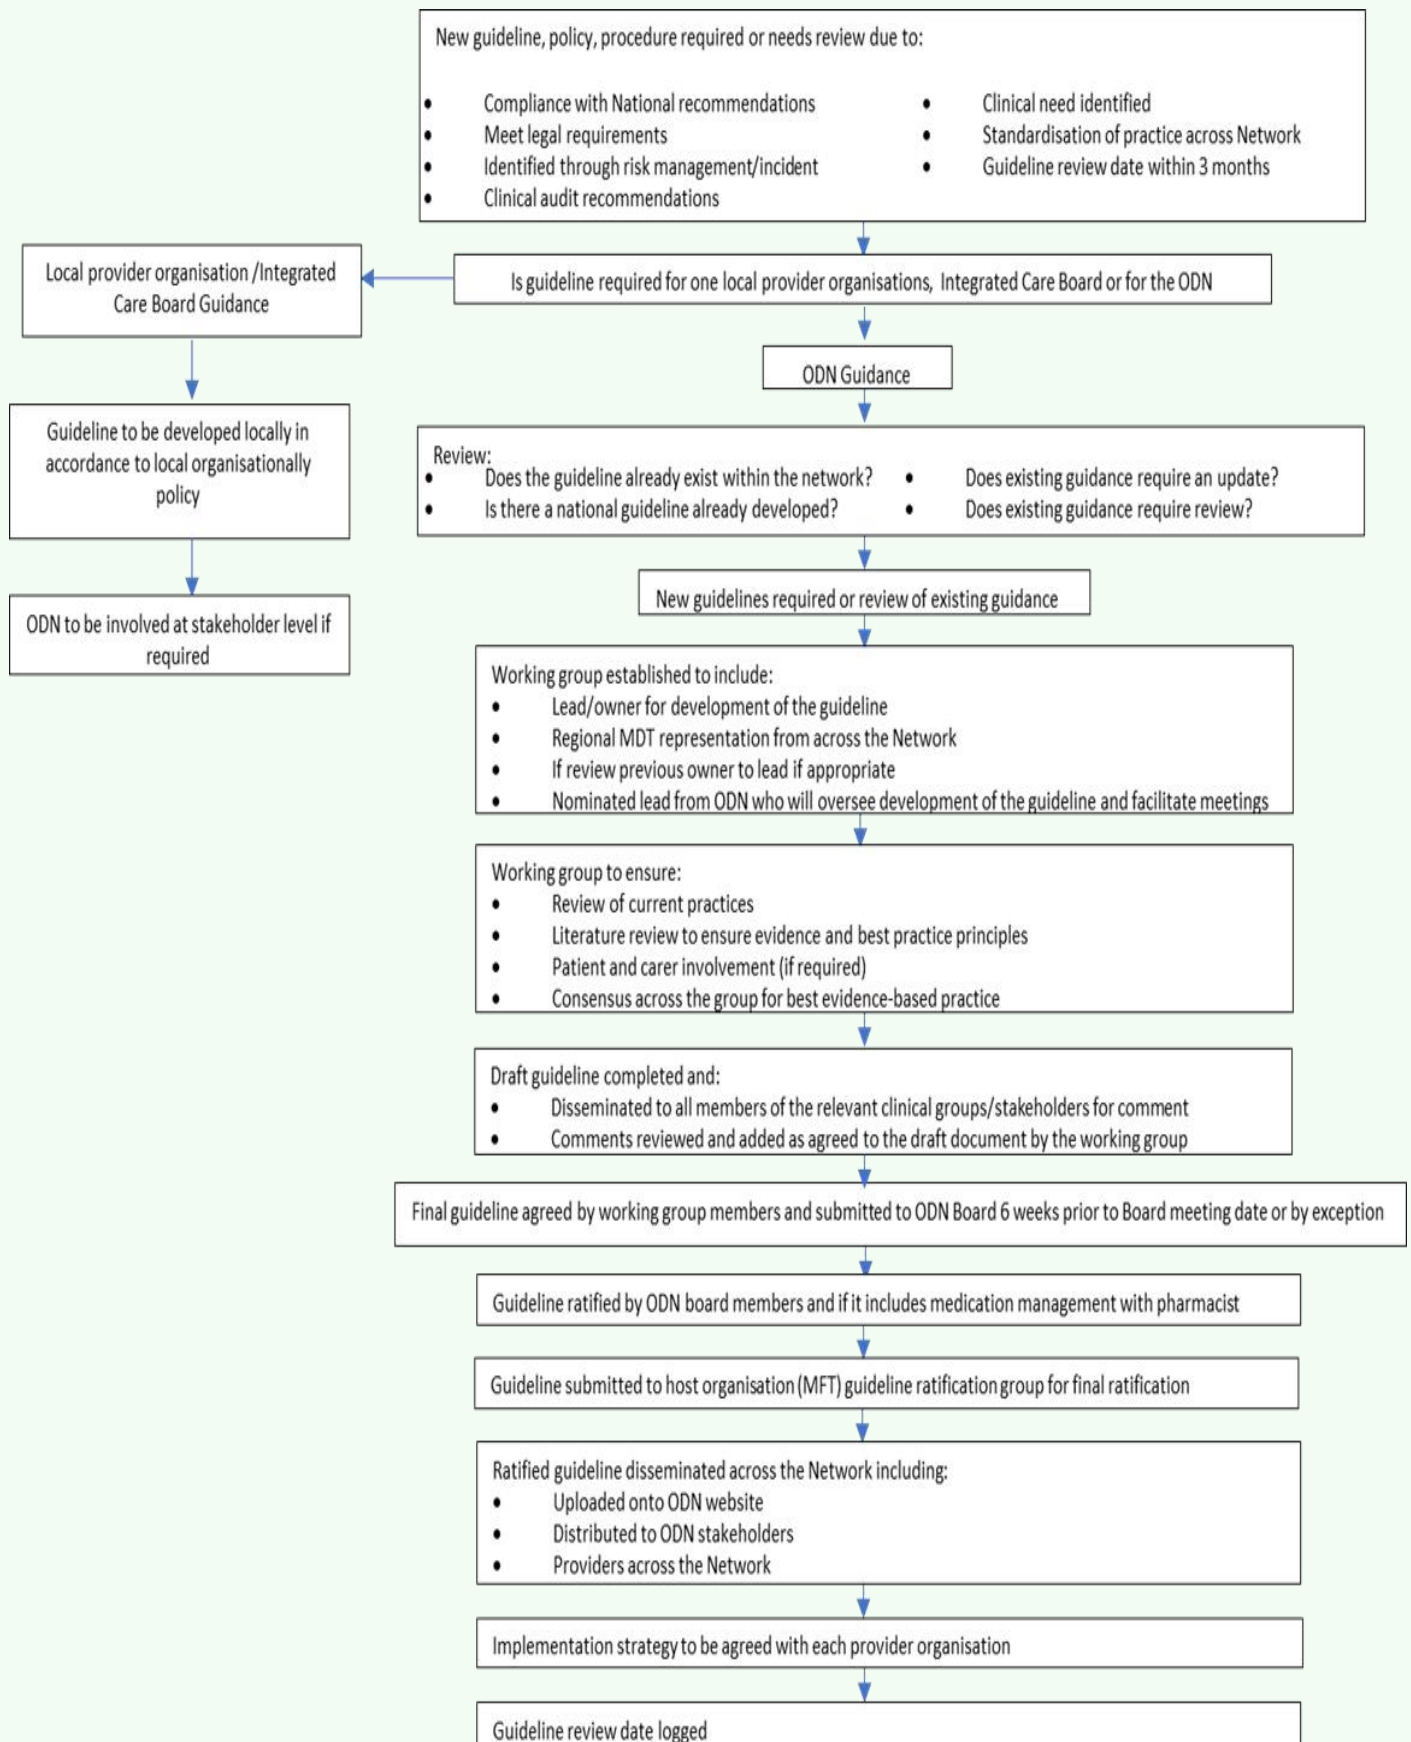 New guideline, policy, procedure required or needs review due to:
• Compliance with National recommendations
• Meet legal requirements
• Identified through risk management/incident
• Clinical audit recommendations
• Clinical need identified
• Standardisation of practice across Network
• Guideline review date within 3 months
Is guideline required for one local provider organisations, Integrated Care Board or for the ODN
Local provider organisation /Integrated
Care Board Guidance
Guideline to be developed locally in
accordance to local organisationally
policy
ODN to be involved at stakeholder level if
required
ODN Guidance
Review:
• Does the guideline already exist within the network?
• Is there a national guideline already developed?
• Does existing guidance require an update?
• Does existing guidance require review?
New guidelines required or review of existing guidance
Working group established to include:
• Lead/owner for development of the guideline
• Regional MDT representation from across the Network
• If review previous owner to lead if appropriate
• Nominated lead from ODN who will oversee development of the guideline and facilitate meetings
Working group to ensure:
• Review of current practices
• Literature review to ensure evidence and best practice principles
• Patient and carer involvement (if required)
• Consensus across the group for best evidence-based practice
Draft guideline completed and:
• Disseminated to all members of the relevant clinical groups/stakeholders for comment
• Comments reviewed and added as agreed to the draft document by the working group
Final guideline agreed by working group members and submitted to ODN Board 6 weeks prior to Board meeting date or by exception
Guideline ratified by ODN board members and if it includes medication management with pharmacist
Guideline submitted to host organisation (MFT) guideline ratification group for final ratification
Ratified guideline disseminated across the Network including:
• Uploaded onto ODN website
• Distributed to ODN stakeholders
• Providers across the Network
Implementation strategy to be agreed with each provider organisation
Guideline review date logged